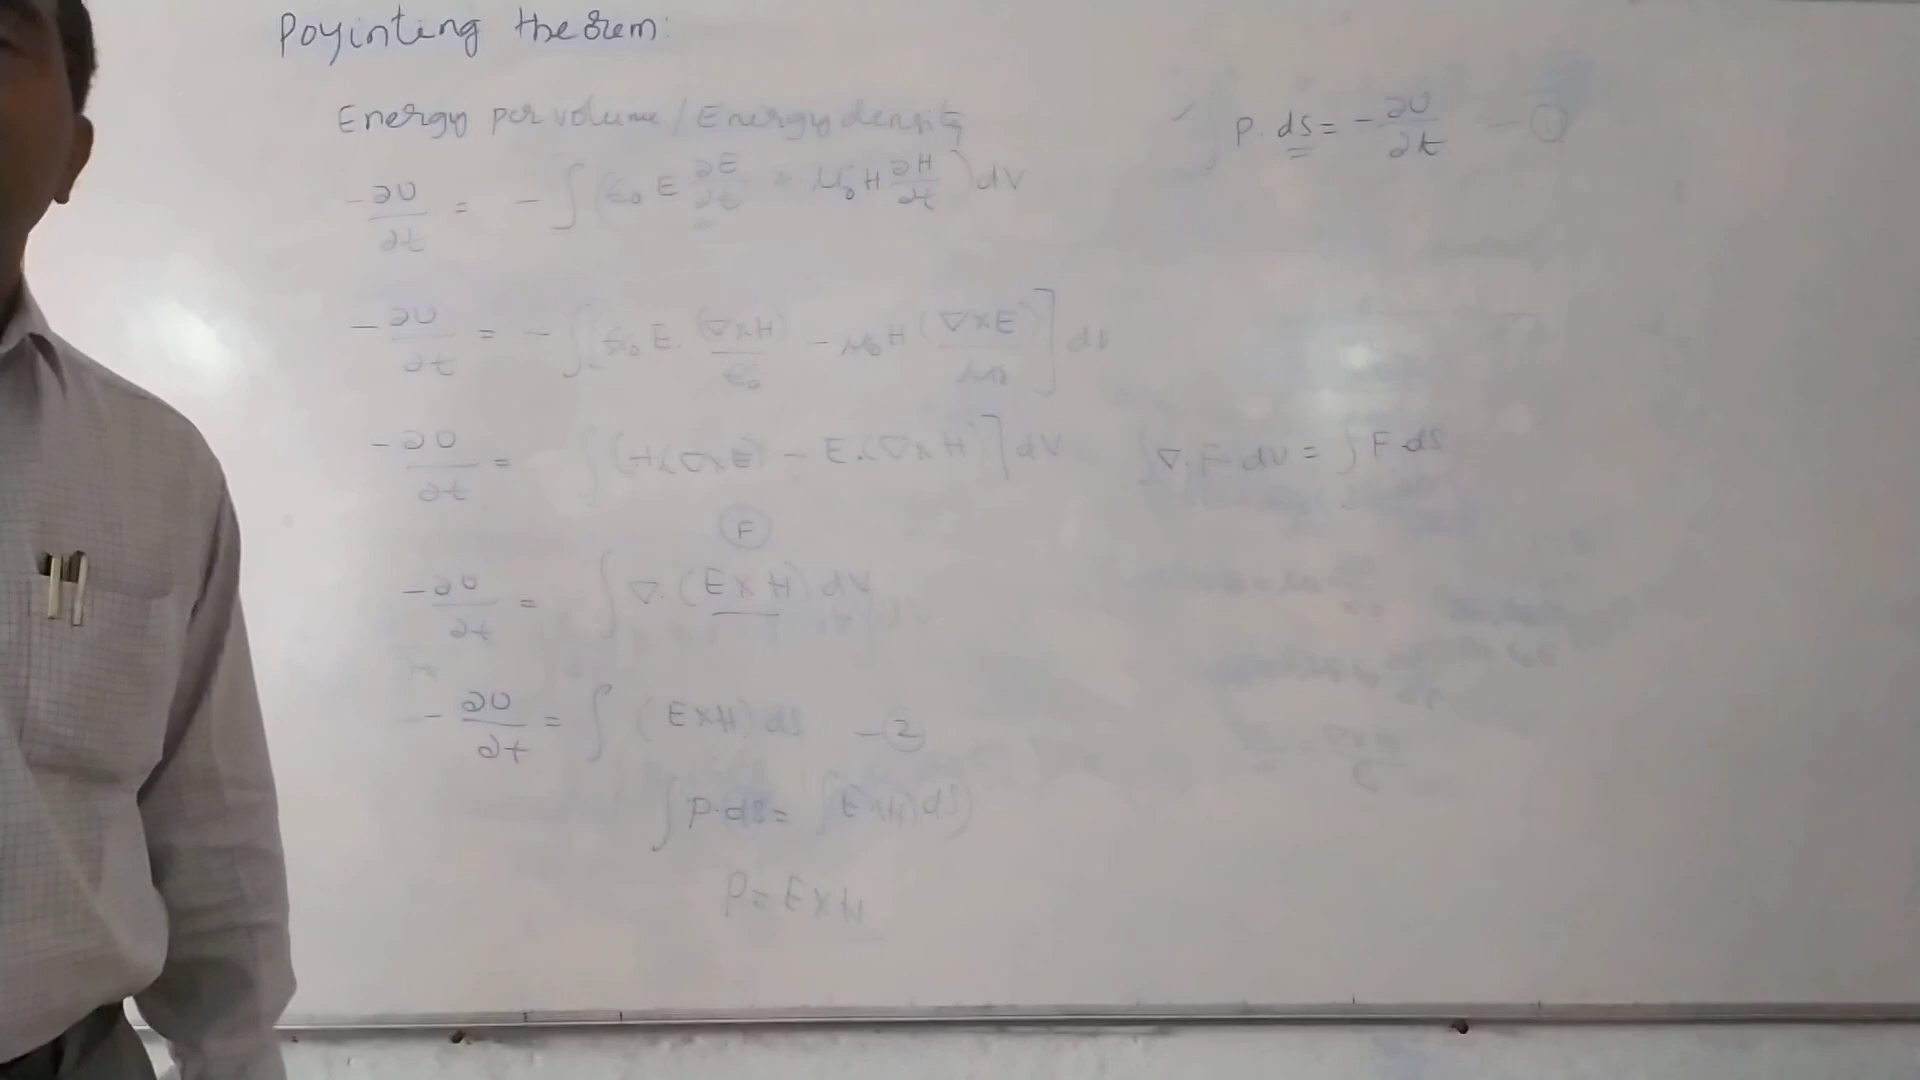 Poyinting theorem:
Energy per volume / Energy density
-∂U/∂t = -∫(ε₀ E ∂E/∂t + μ₀ H ∂H/∂t) dV
-∂U/∂t = -∫[ε₀ E. (∇×H)/ε₀ - μ₀ H (∇×E)/μ₀] dV
-∂U/∂t = ∫[H.(∇×E) - E.(∇×H)] dV
F
-∂U/∂t = ∫ ∇. (E×H) dV
-∂U/∂t = ∫ (E×H) ds -②
∫P.ds = ∫(E×H) ds)
P = E×H
∫ P. ds = -∂U/∂t -①
∫∇.F dv = ∫F.ds